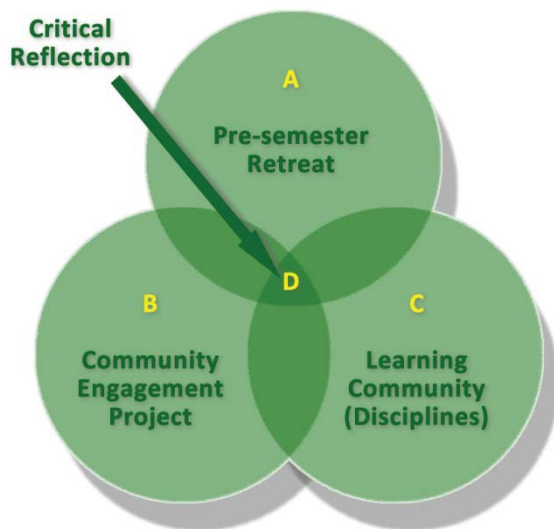 Critical
Reflection
A
Pre-semester
Retreat
D
B
Community
Engagement
Project
C
Learning
Community
(Disciplines)